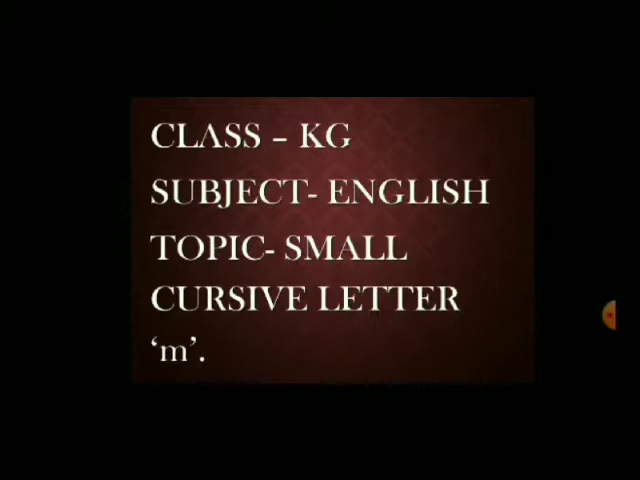 CLASS – KG
SUBJECT- ENGLISH
TOPIC- SMALL
CURSIVE LETTER
‘m’.